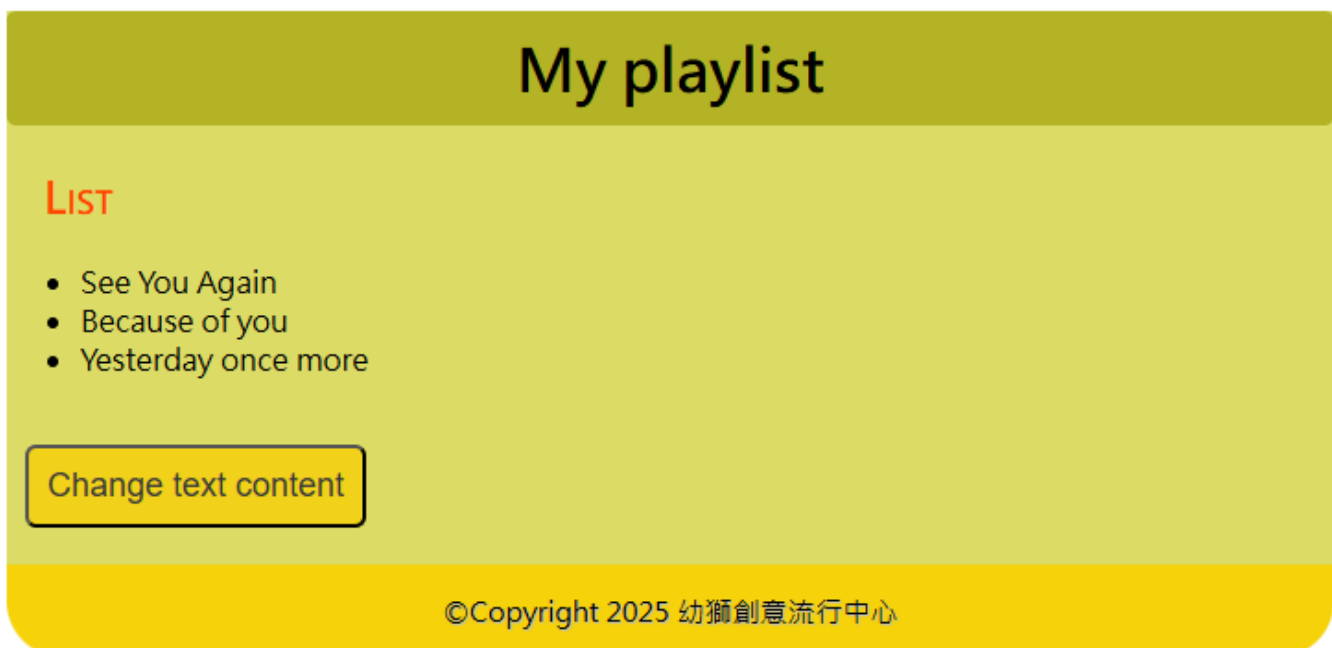 My playlist
List
See You Again
Because of you
Yesterday once more
Change text content
©Copyright 2025 幼獅創意流行中心